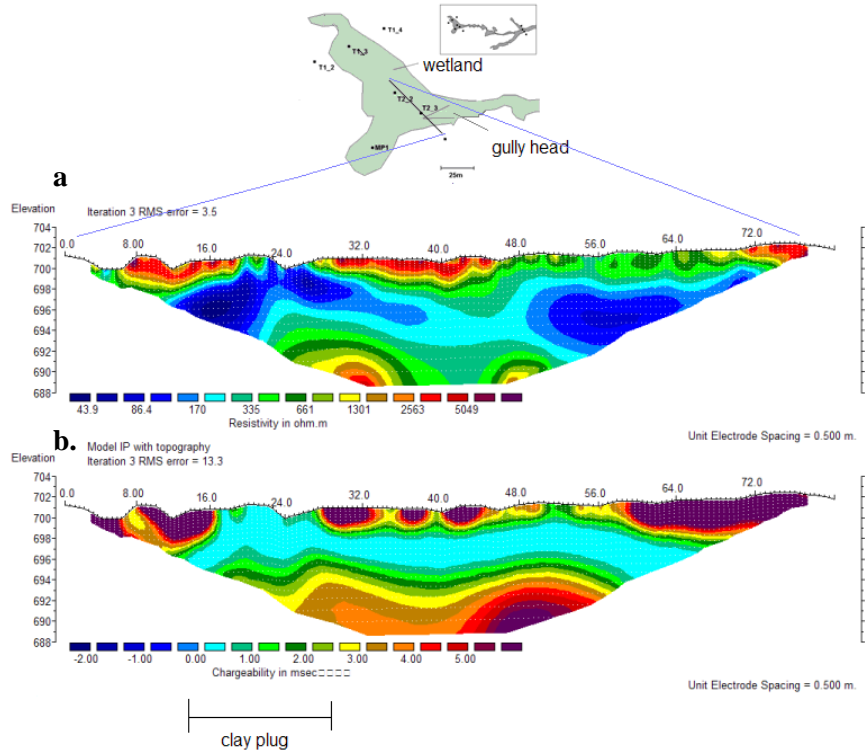 T1_4
T1_3
T1_2
wetland
T2_2
T2_3
gully head
MP1
25m
a
Elevation Iteration 3 RMS error = 3.5
704
0.0 8.00 16.0 24.0 32.0 40.0 48.0 56.0 64.0 72.0
702
700
698
696
694
692
690
688
43.9 86.4 170 335 661 1301 2563 5049
Resistivity in ohm.m
Unit Electrode Spacing = 0.500 m.
b.
Model IP with topography
Elevation Iteration 3 RMS error = 13.3
704
0.0 8.00 16.0 24.0 32.0 40.0 48.0 56.0 64.0 72.0
702
700
698
696
694
692
690
688
-2.00 -1.00 0.00 1.00 2.00 3.00 4.00 5.00
Chargeability in msec
Unit Electrode Spacing = 0.500 m.
clay plug